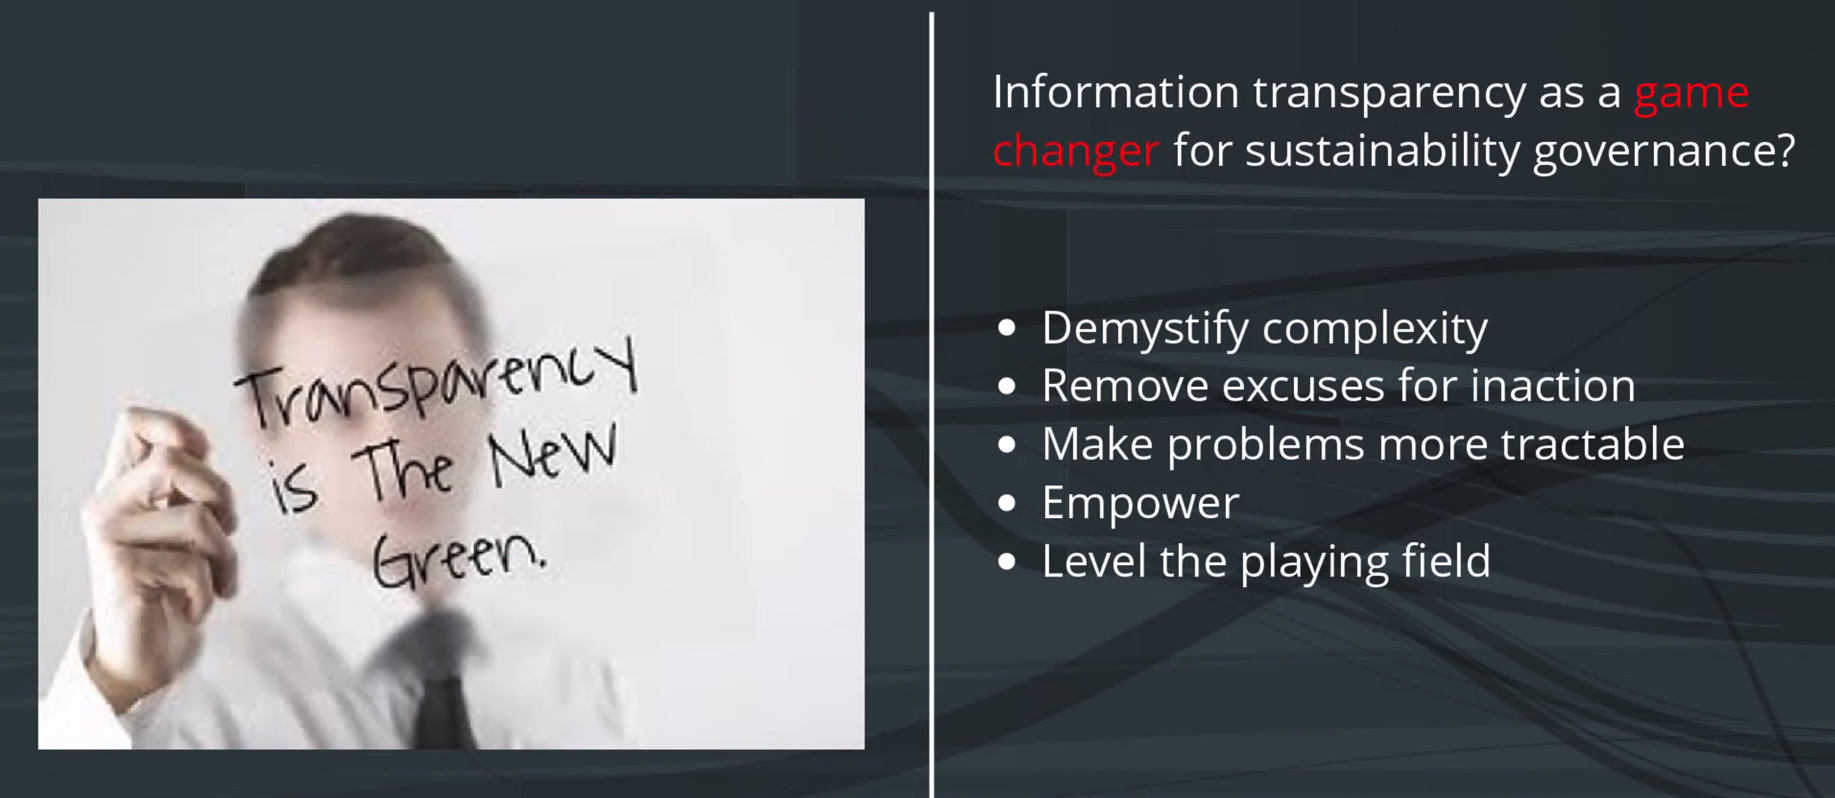 Transparency
is The New
Green.
Information transparency as a game
changer for sustainability governance?
• Demystify complexity
• Remove excuses for inaction
• Make problems more tractable
• Empower
• Level the playing field